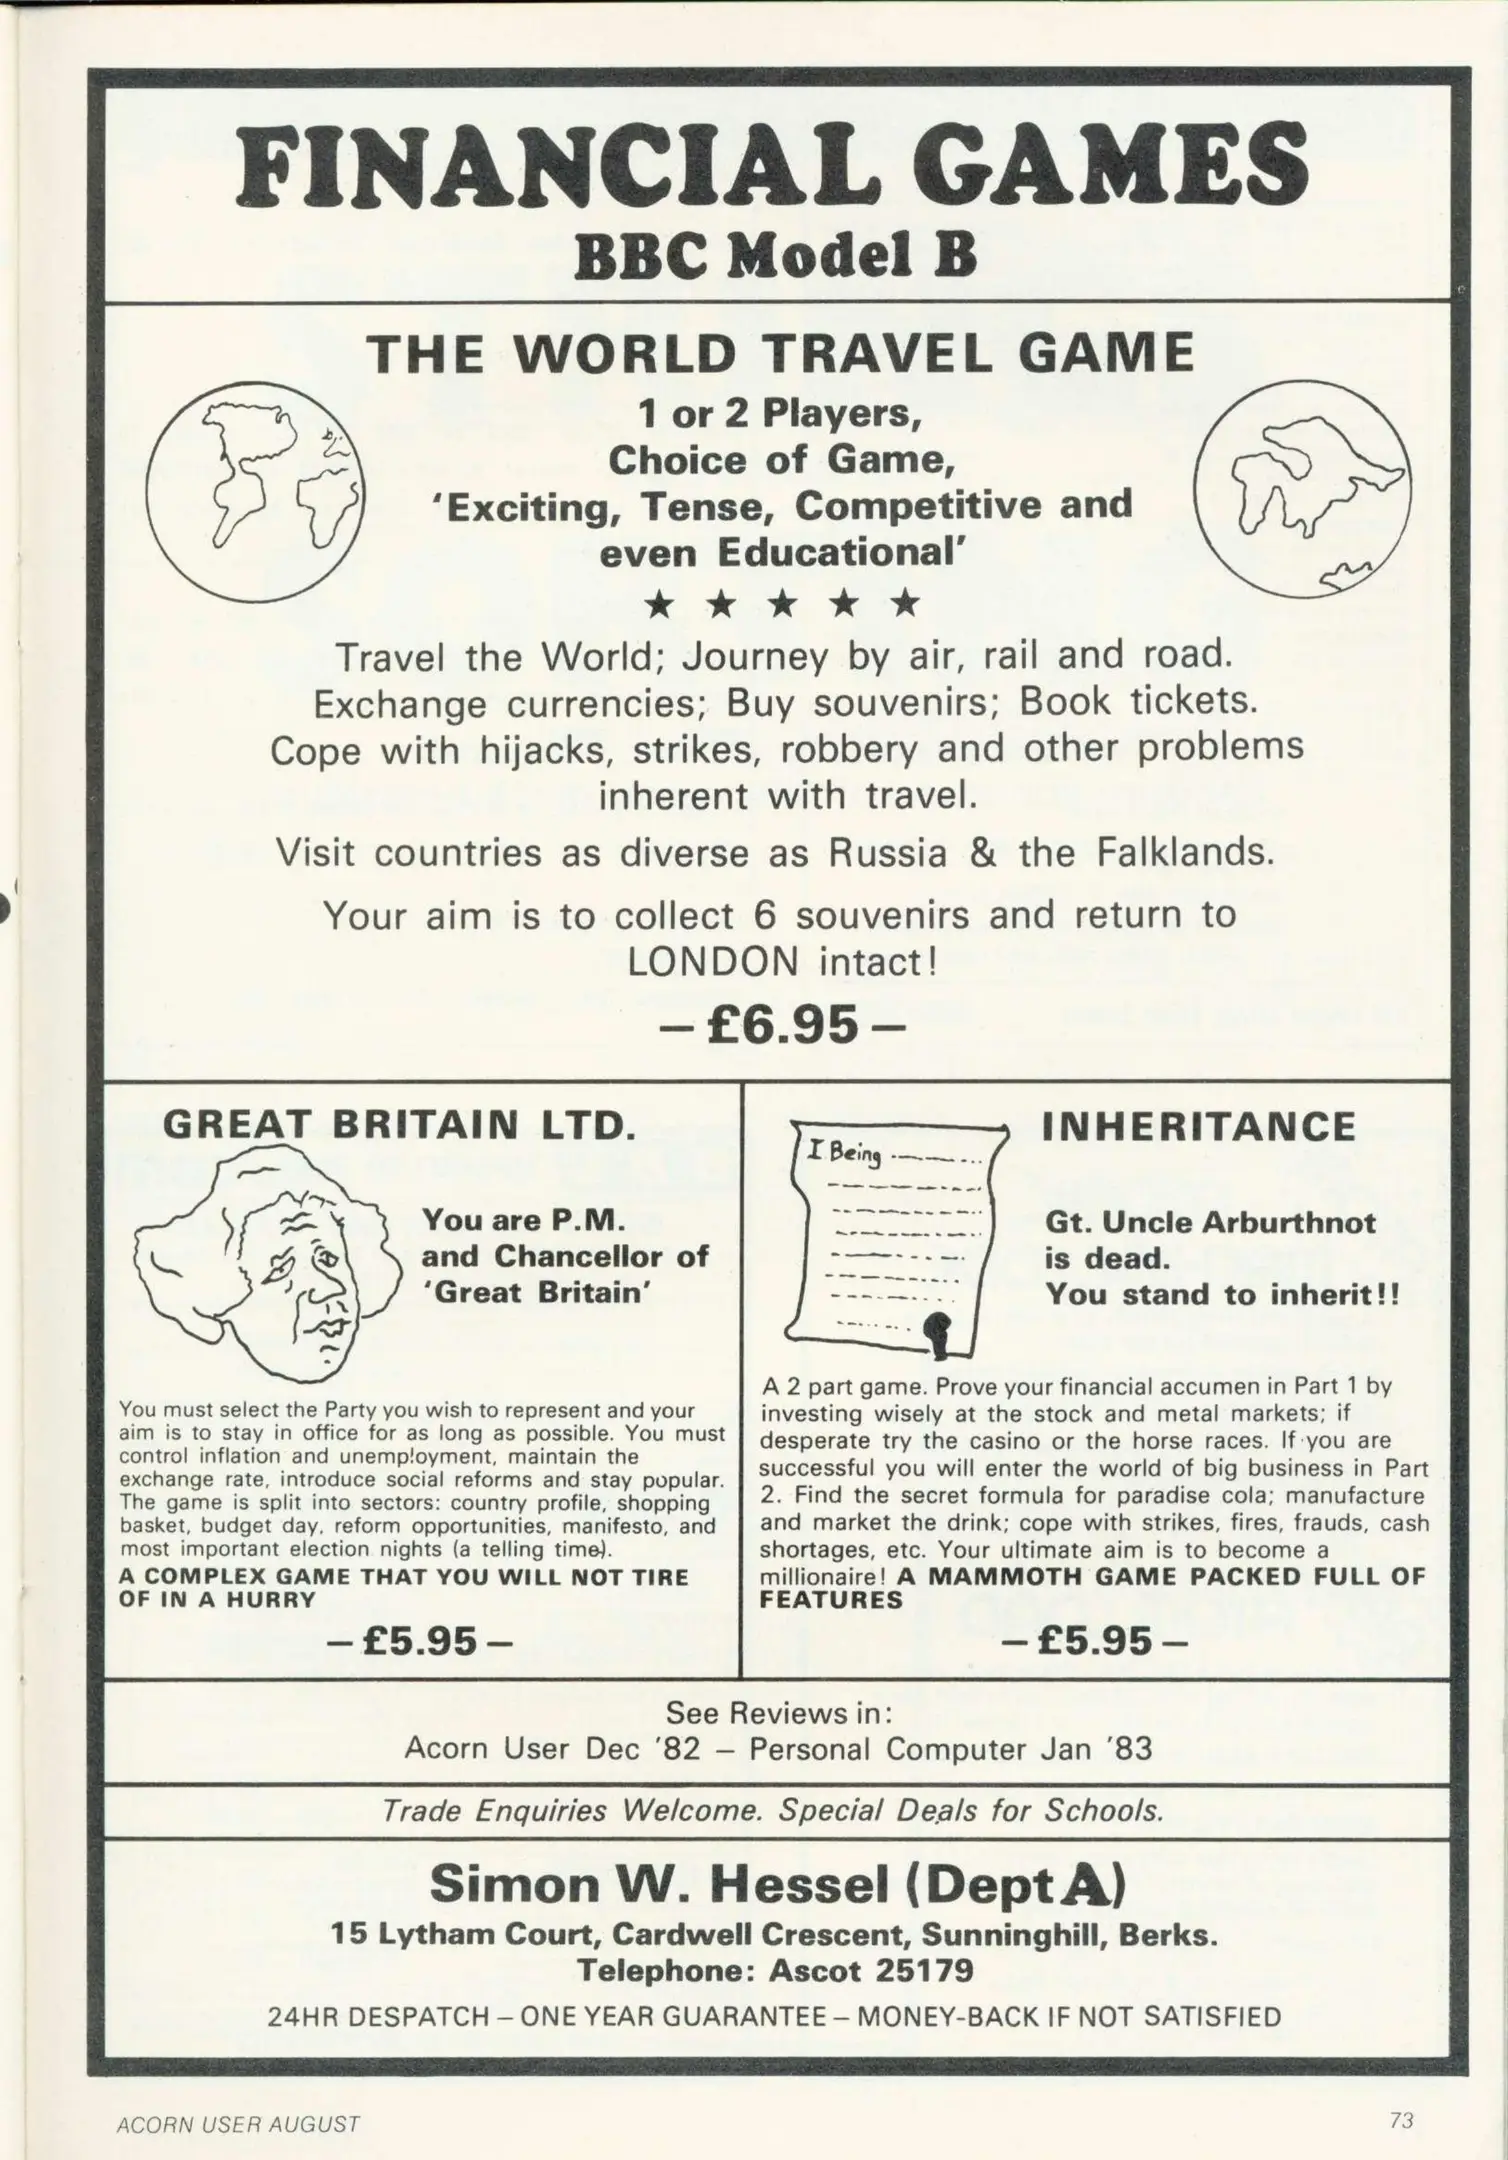 FINANCIAL GAMES
BBC Model B
THE WORLD TRAVEL GAME
1 or 2 Players,
Choice of Game,
'Exciting, Tense, Competitive and
even Educational'
★ ★ ★ ★ ★
Travel the World; Journey by air, rail and road.
Exchange currencies; Buy souvenirs; Book tickets.
Cope with hijacks, strikes, robbery and other problems
inherent with travel.
Visit countries as diverse as Russia & the Falklands.
Your aim is to collect 6 souvenirs and return to
LONDON intact!
– £6.95 –
GREAT BRITAIN LTD.
You are P.M.
and Chancellor of
'Great Britain'
You must select the Party you wish to represent and your
aim is to stay in office for as long as possible. You must
control inflation and unemployment, maintain the
exchange rate, introduce social reforms and stay popular.
The game is split into sectors: country profile, shopping
basket, budget day, reform opportunities, manifesto, and
most important election nights (a telling time).
A COMPLEX GAME THAT YOU WILL NOT TIRE
OF IN A HURRY
– £5.95 –
I Being
INHERITANCE
Gt. Uncle Arburthnot
is dead.
You stand to inherit!!
A 2 part game. Prove your financial accumen in Part 1 by
investing wisely at the stock and metal markets; if
desperate try the casino or the horse races. If you are
successful you will enter the world of big business in Part
2. Find the secret formula for paradise cola; manufacture
and market the drink; cope with strikes, fires, frauds, cash
shortages, etc. Your ultimate aim is to become a
millionaire! A MAMMOTH GAME PACKED FULL OF
FEATURES
– £5.95 –
See Reviews in:
Acorn User Dec '82 – Personal Computer Jan '83
Trade Enquiries Welcome. Special Deals for Schools.
Simon W. Hessel (Dept A)
15 Lytham Court, Cardwell Crescent, Sunninghill, Berks.
Telephone: Ascot 25179
24HR DESPATCH – ONE YEAR GUARANTEE – MONEY-BACK IF NOT SATISFIED
ACORN USER AUGUST
73